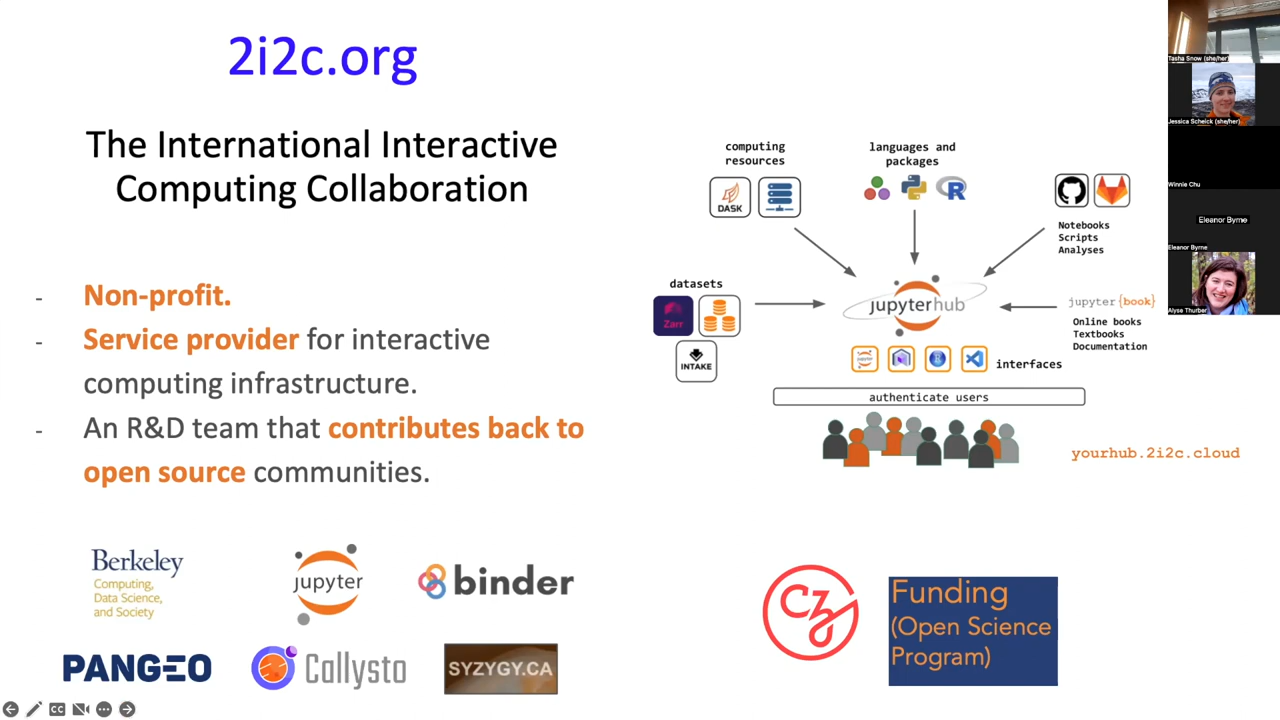 2i2c.org
The International Interactive
Computing Collaboration
- Non-profit.
- Service provider for interactive
computing infrastructure.
- An R&D team that contributes back to
open source communities.
Berkeley
Computing,
Data Science,
and Society
jupyter
binder
PANGEO
Callysto
SYZYGY.CA
computing
resources
DASK
languages and
packages
R
Notebooks
Scripts
Analyses
datasets
Zarr
INTAKE
jupyterhub
jupyter {book}
Online books
Textbooks
Documentation
interfaces
authenticate users
yourhub.2i2c.cloud
CZI
Funding
(Open Science
Program)
Tasha Snow (she/her)
Jessica Scheick (she/her)
Winnie Chu
Eleanor Byrne
Eleanor Byrne
Alyse Thurber
CC